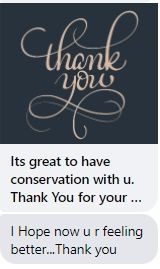 thank
you
Its great to have
conservation with u.
Thank You for your ...
I Hope now u r feeling
better...Thank you